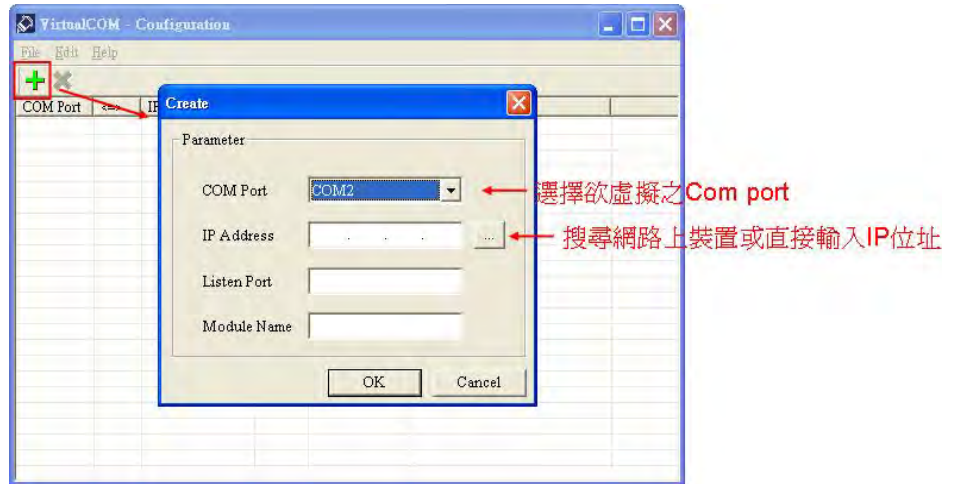 VirtualCOM - Configuration
File Edit Help
COM Port <=> IP
Create
Parameter
COM Port COM2
選擇欲虛擬之Com port
IP Address . . . ...
搜尋網路上裝置或直接輸入IP位址
Listen Port
Module Name
OK Cancel